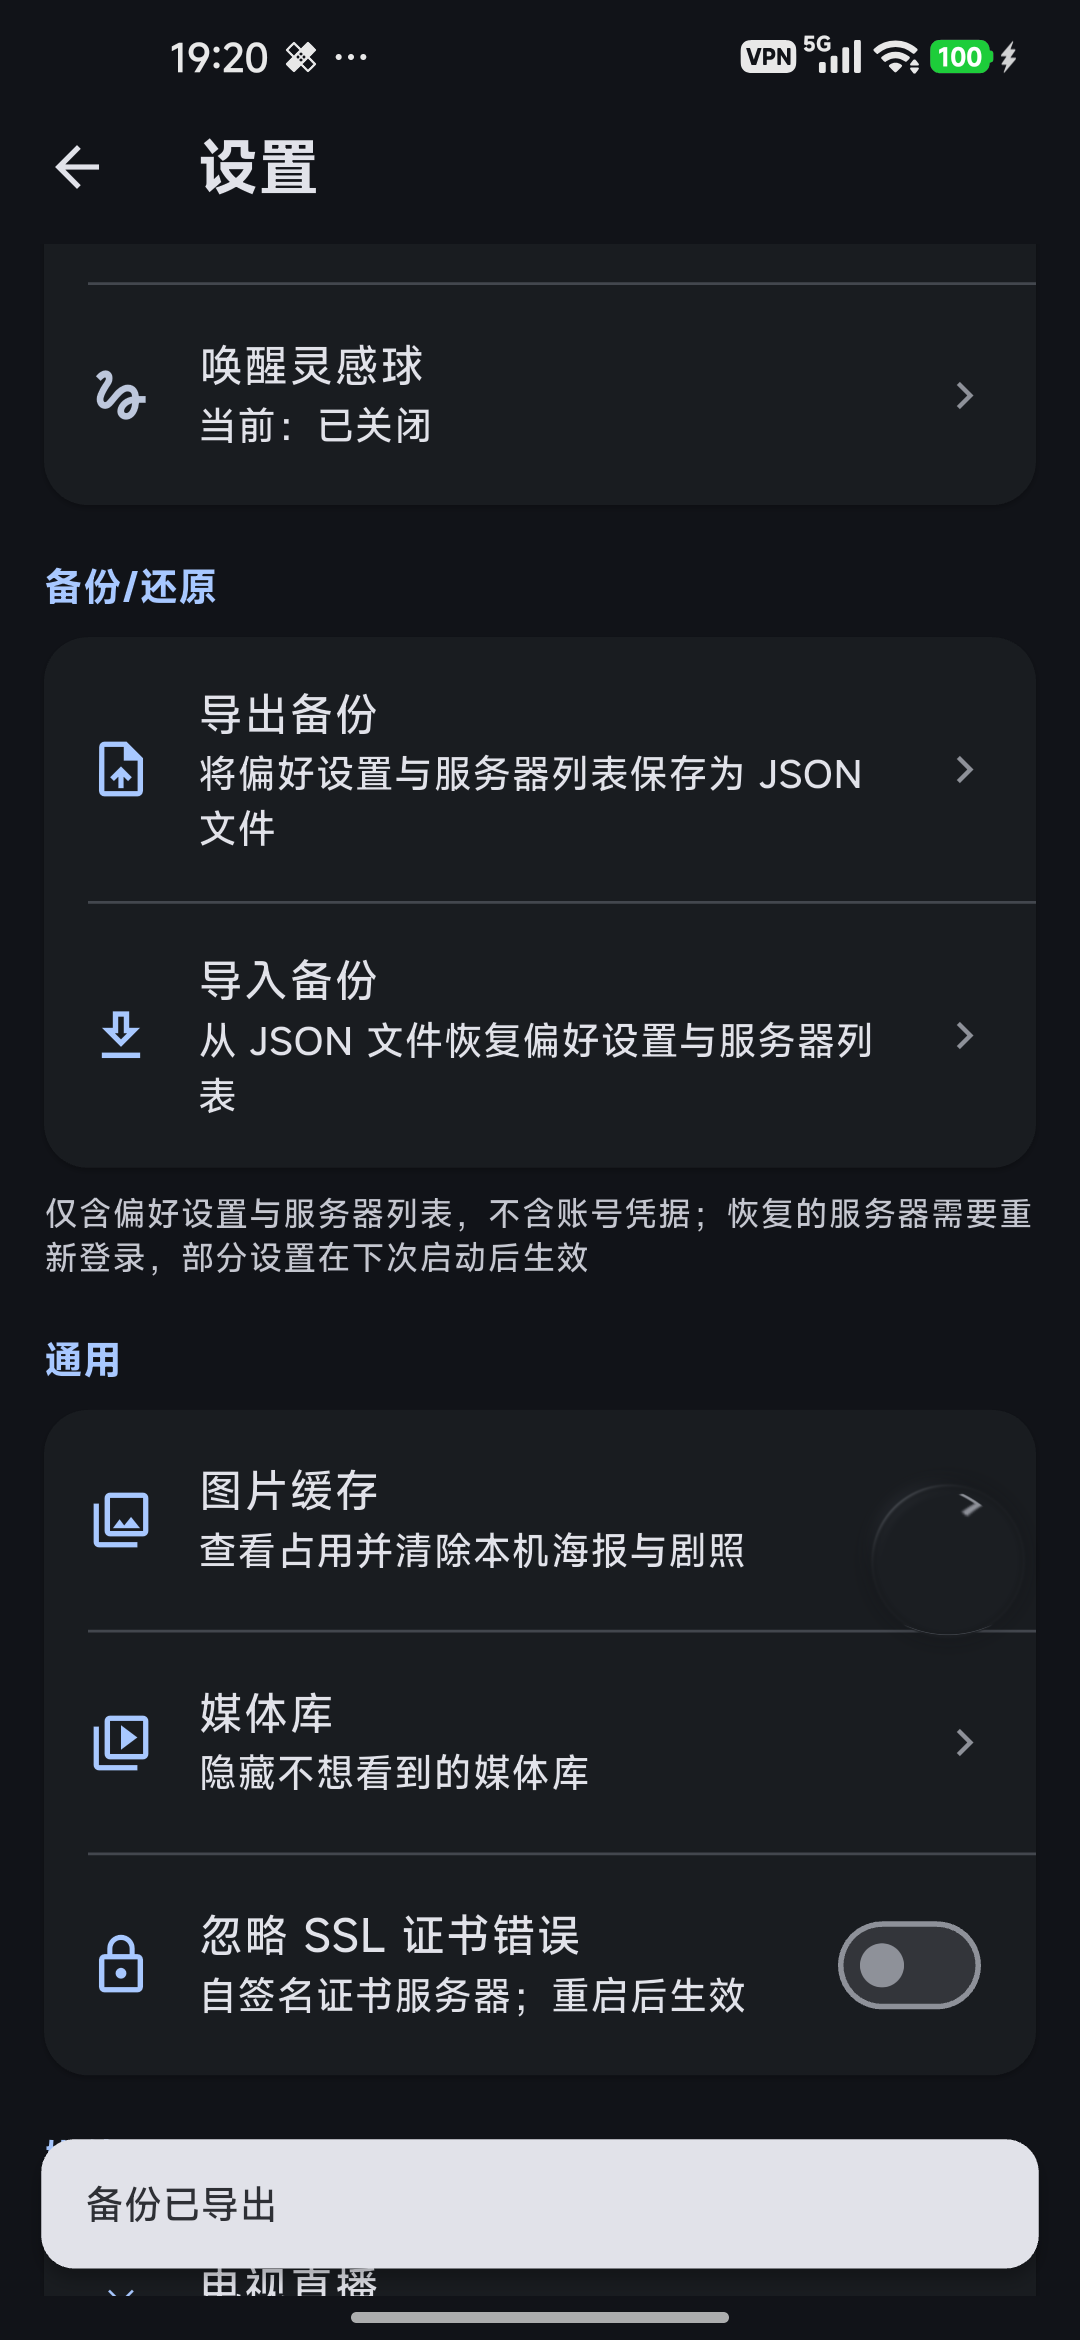 19:20
VPN 5G 100
设置
唤醒灵感球
当前：已关闭
备份/还原
导出备份
将偏好设置与服务器列表保存为 JSON
文件
导入备份
从 JSON 文件恢复偏好设置与服务器列
表
仅含偏好设置与服务器列表，不含账号凭据；恢复的服务器需要重
新登录，部分设置在下次启动后生效
通用
图片缓存
查看占用并清除本机海报与剧照
媒体库
隐藏不想看到的媒体库
忽略 SSL 证书错误
自签名证书服务器；重启后生效
备份已导出
电视直播